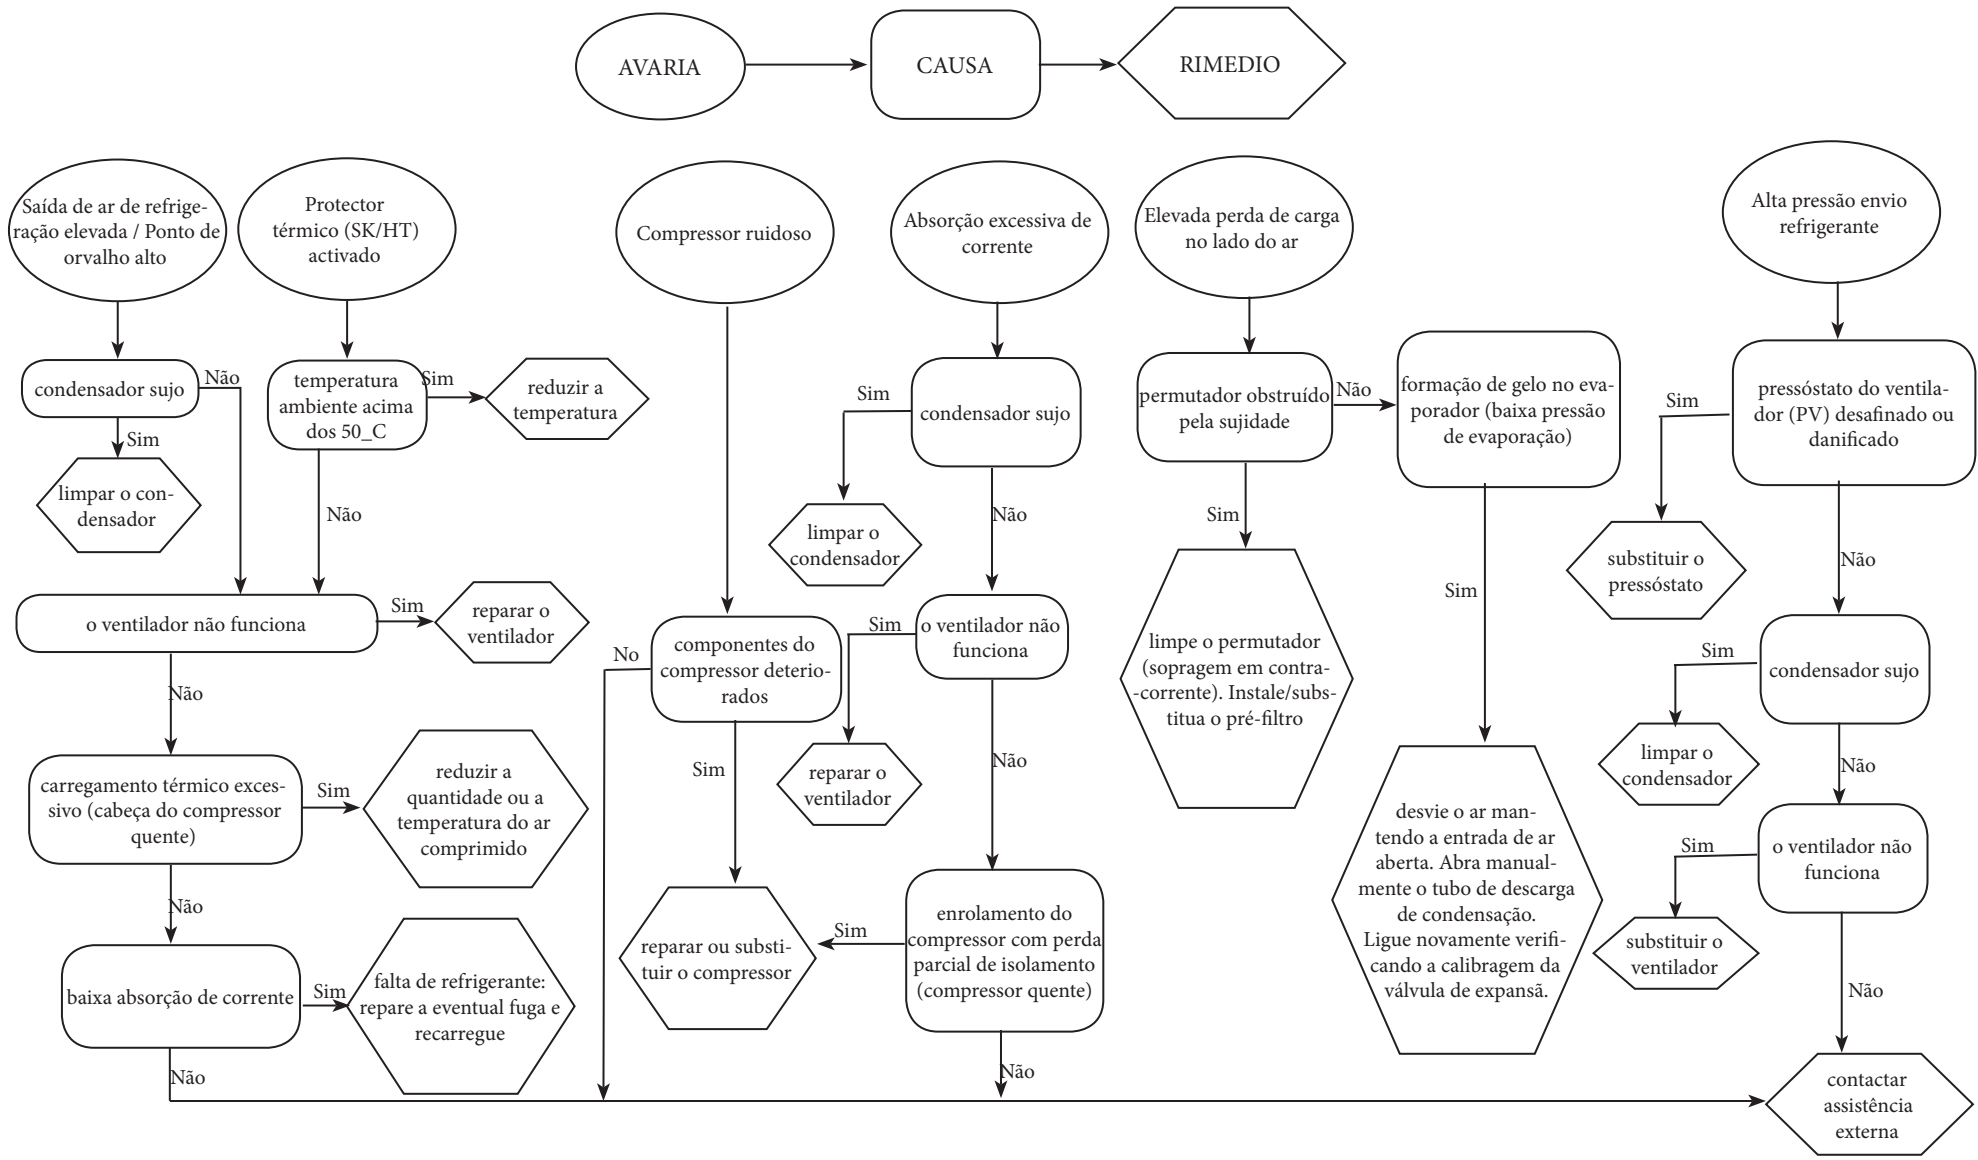 AVARIA
CAUSA
RIMEDIO
Saída de ar de refrige-
ração elevada / Ponto de
orvalho alto
Protector
térmico (SK/HT)
activado
Compressor ruidoso
Absorção excessiva de
corrente
Elevada perda de carga
no lado do ar
Alta pressão envio
refrigerante
condensador sujo
Não
Sim
limpar o con-
densador
temperatura
ambiente acima
dos 50_C
Sim
reduzir a
temperatura
Não
o ventilador não funciona
Sim
reparar o
ventilador
Não
carregamento térmico exces-
sivo (cabeça do compressor
quente)
Sim
reduzir a
quantidade ou a
temperatura do ar
comprimido
Não
baixa absorção de corrente
Sim
falta de refrigerante:
repare a eventual fuga e
recarregue
Não
componentes do
compressor deterio-
rados
No
Sim
reparar ou substi-
tuir o compressor
condensador sujo
Sim
limpar o
condensador
Não
o ventilador não
funciona
Sim
reparar o
ventilador
Não
enrolamento do
compressor com perda
parcial de isolamento
(compressor quente)
Sim
Não
permutador obstruído
pela sujidade
Não
Sim
limpe o permutador
(sopragem em contra-
-corrente). Instale/subs-
titua o pré-filtro
formação de gelo no eva-
porador (baixa pressão
de evaporação)
Sim
desvie o ar man-
tendo a entrada de ar
aberta. Abra manual-
mente o tubo de descarga
de condensação.
Ligue novamente verifi-
cando a calibragem da
válvula de expansã.
pressóstato do ventila-
dor (PV) desafinado ou
danificado
Sim
substituir o
pressóstato
Não
condensador sujo
Sim
limpar o
condensador
Não
o ventilador não
funciona
Sim
substituir o
ventilador
Não
contactar
assistência
externa